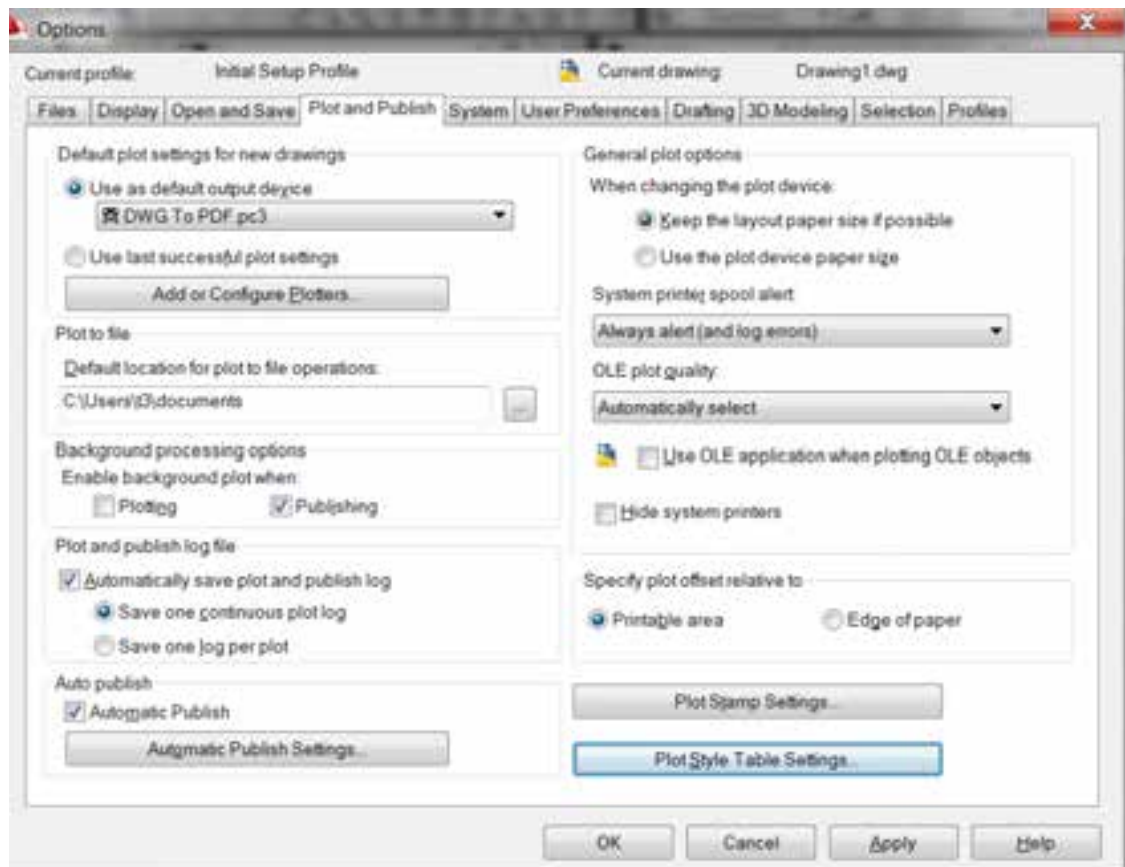 Options
Current profile: Initial Setup Profile Current drawing: Drawing1.dwg
Files Display Open and Save Plot and Publish System User Preferences Drafting 3D Modeling Selection Profiles
Default plot settings for new drawings
Use as default output device
DWG To PDF.pc3
Use last successful plot settings
Add or Configure Plotters...
Plot to file
Default location for plot to file operations:
C:\Users\t3\documents
...
Background processing options
Enable background plot when:
Plotting Publishing
Plot and publish log file
Automatically save plot and publish log
Save one continuous plot log
Save one log per plot
Auto publish
Automatic Publish
Automatic Publish Settings...
General plot options
When changing the plot device:
Keep the layout paper size if possible
Use the plot device paper size
System printer spool alert
Always alert (and log errors)
OLE plot quality:
Automatically select
Use OLE application when plotting OLE objects
Hide system printers
Specify plot offset relative to
Printable area Edge of paper
Plot Stamp Settings...
Plot Style Table Settings...
OK Cancel Apply Help